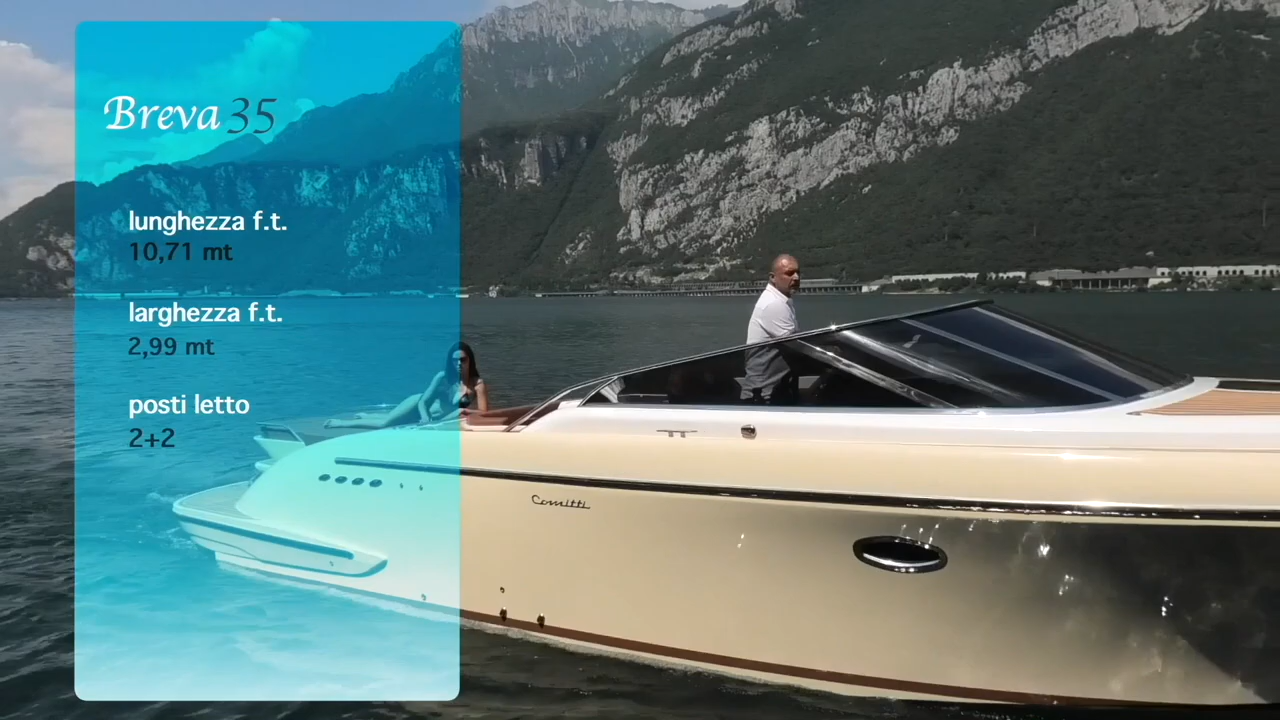 Breva 35
lunghezza f.t.
10,71 mt
larghezza f.t.
2,99 mt
posti letto
2+2
Comitti